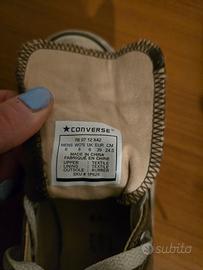 ★CONVERSE
MENS WO'S UK EUR CM
6 8 6 39 24.5
MADE IN CHINA
FABRIQUE EN CHINE
UPPER : TEXTILE
LINING : TEXTILE
OUTSOLE : RUBBER
SKU #
subito